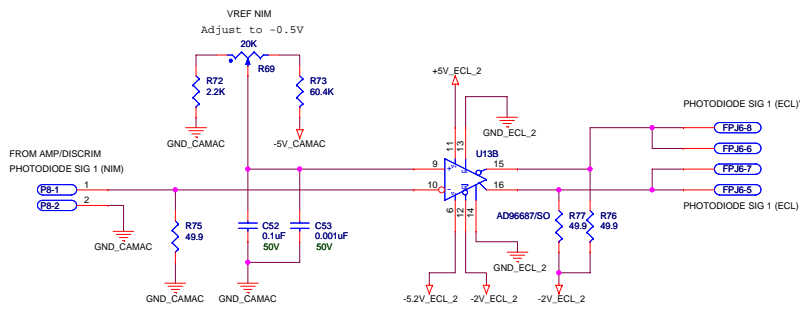 VREF NIM
Adjust to -0.5V
20K
R69
R72
2.2K
R73
60.4K
GND_CAMAC
-5V_CAMAC
+5V_ECL_2
GND_ECL_2
PHOTODIODE SIG 1 (ECL)'
FPJ6-8
FPJ6-6
FPJ6-7
FPJ6-5
PHOTODIODE SIG 1 (ECL)
FROM AMP/DISCRIM
PHOTODIODE SIG 1 (NIM)
P8-1
1
P8-2
2
GND_CAMAC
R75
49.9
GND_CAMAC
C52
0.1uF
50V
C53
0.001uF
50V
GND_CAMAC
9
10
11
13
U13B
15
16
6
12
14
AD96687/SO
GND_ECL_2
-5.2V_ECL_2
-2V_ECL_2
R77
49.9
R76
49.9
-2V_ECL_2